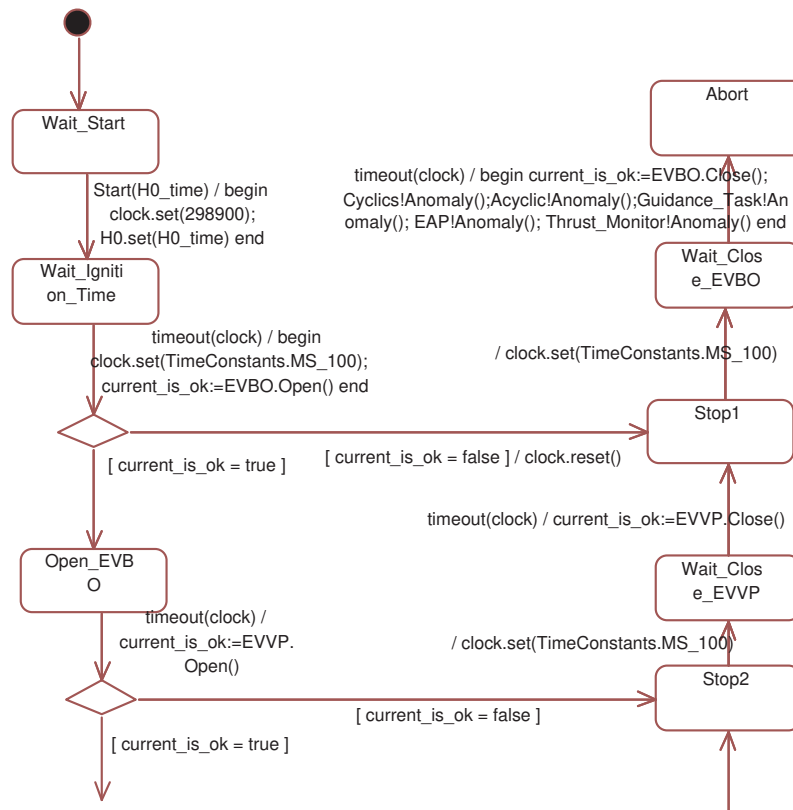 Wait_Start
Start(H0_time) / begin
clock.set(298900);
H0.set(H0_time) end
Wait_Igniti
on_Time
timeout(clock) / begin
clock.set(TimeConstants.MS_100);
current_is_ok:=EVBO.Open() end
[ current_is_ok = true ]
[ current_is_ok = false ] / clock.reset()
Open_EVB
O
timeout(clock) /
current_is_ok:=EVVP.
Open()
[ current_is_ok = true ]
[ current_is_ok = false ]
Abort
timeout(clock) / begin current_is_ok:=EVBO.Close();
Cyclics!Anomaly();Acyclic!Anomaly();Guidance_Task!An
omaly(); EAP!Anomaly(); Thrust_Monitor!Anomaly() end
Wait_Clos
e_EVBO
/ clock.set(TimeConstants.MS_100)
Stop1
timeout(clock) / current_is_ok:=EVVP.Close()
Wait_Clos
e_EVVP
/ clock.set(TimeConstants.MS_100)
Stop2